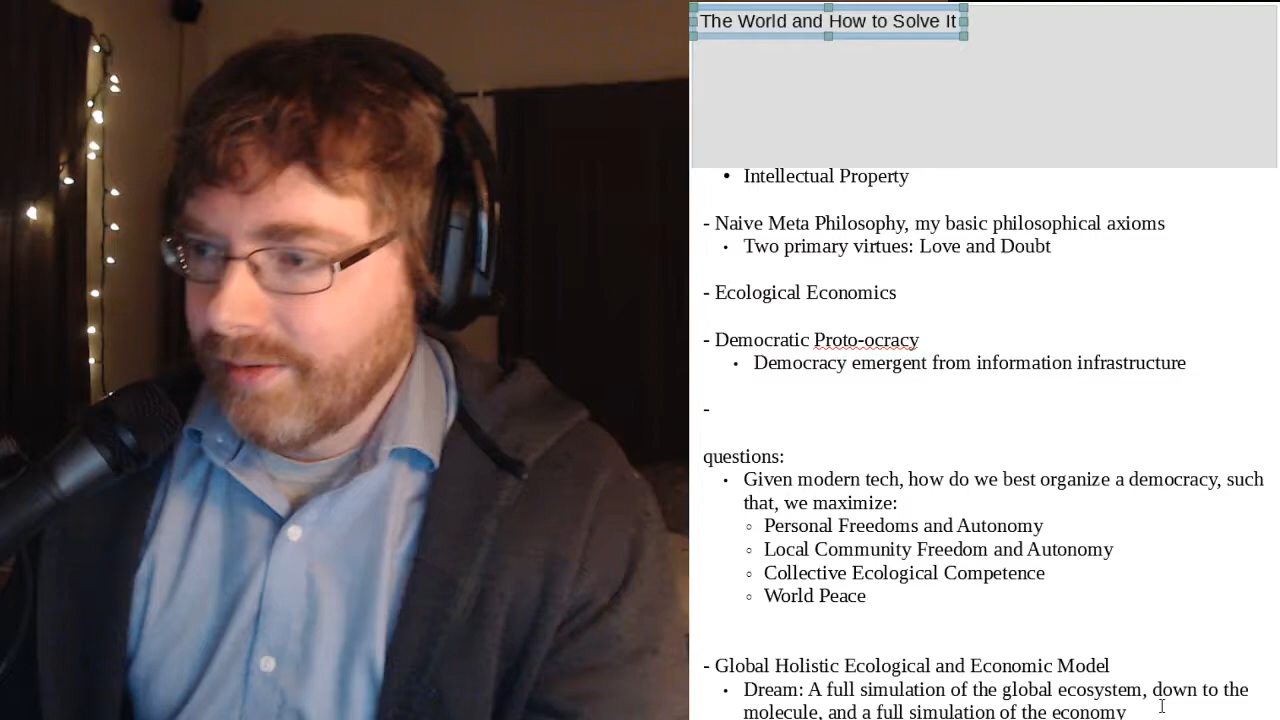 The World and How to Solve It
• Intellectual Property
- Naive Meta Philosophy, my basic philosophical axioms
• Two primary virtues: Love and Doubt
- Ecological Economics
- Democratic Proto-ocracy
• Democracy emergent from information infrastructure
-
questions:
• Given modern tech, how do we best organize a democracy, such
that, we maximize:
◦ Personal Freedoms and Autonomy
◦ Local Community Freedom and Autonomy
◦ Collective Ecological Competence
◦ World Peace
- Global Holistic Ecological and Economic Model
• Dream: A full simulation of the global ecosystem, down to the
molecule, and a full simulation of the economy